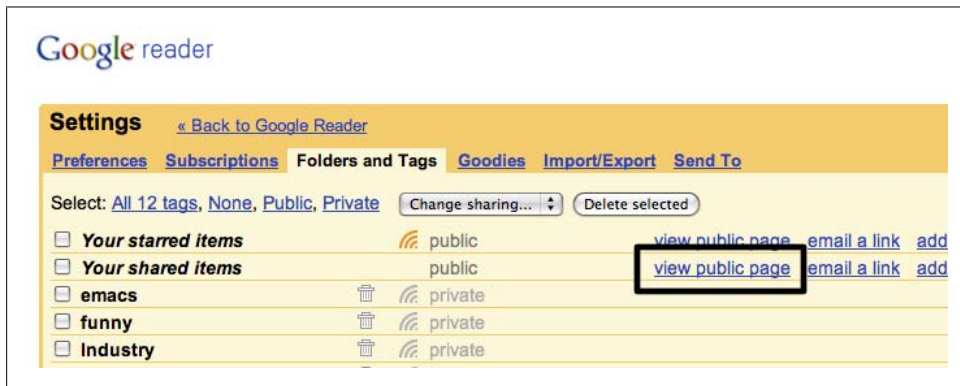 Google reader
Settings « Back to Google Reader
Preferences Subscriptions Folders and Tags Goodies Import/Export Send To
Select: All 12 tags, None, Public, Private Change sharing... Delete selected
Your starred items public view public page email a link add
Your shared items public view public page email a link add
emacs private
funny private
Industry private